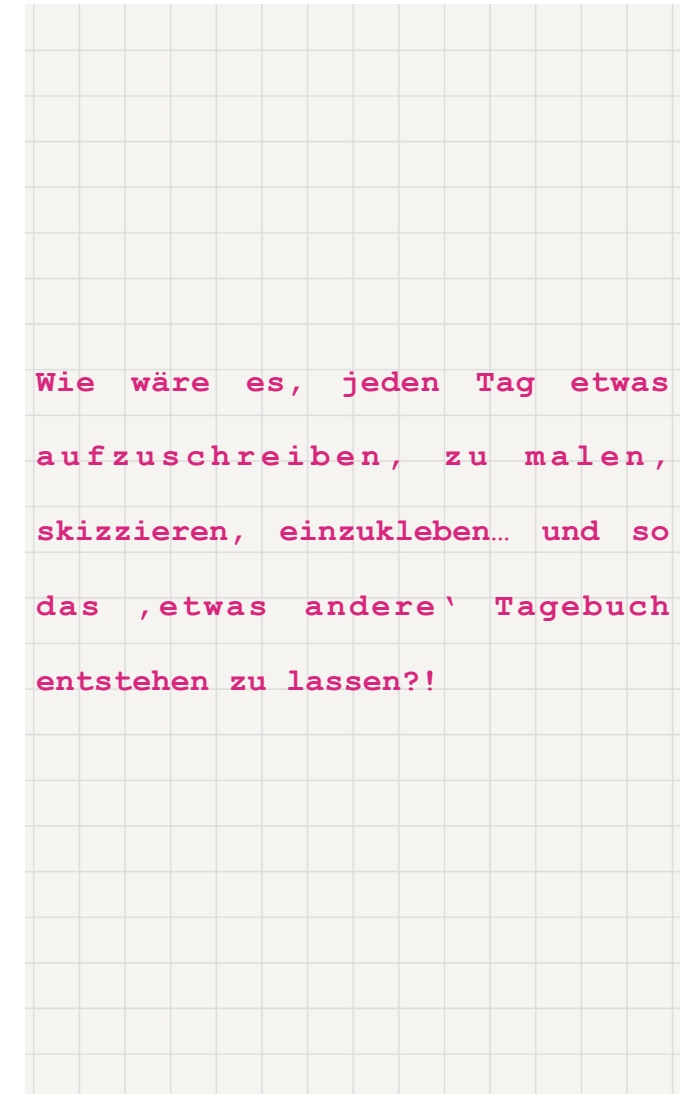 Wie wäre es, jeden Tag etwas
aufzuschreiben, zu malen,
skizzieren, einzukleben… und so
das ‚etwas andere‘ Tagebuch
entstehen zu lassen?!